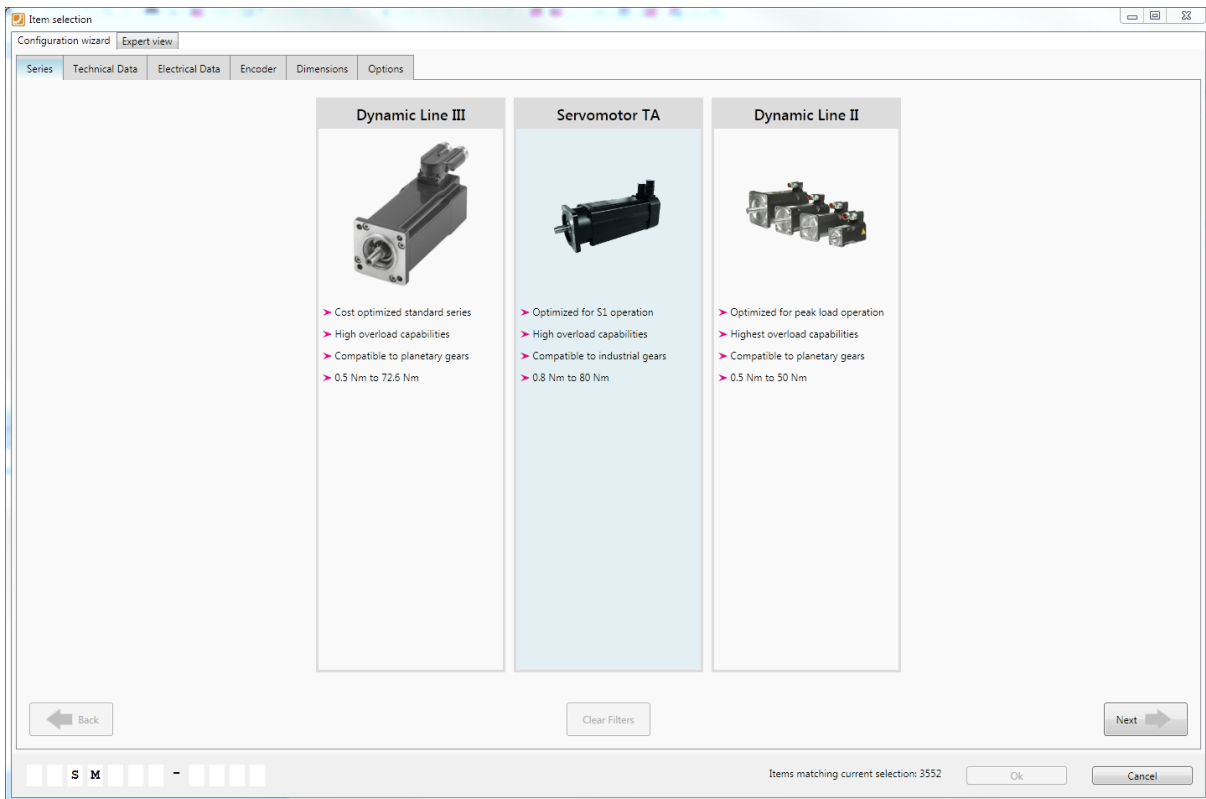 Item selection
Configuration wizard Expert view
Series Technical Data Electrical Data Encoder Dimensions Options
Dynamic Line III
Cost optimized standard series
High overload capabilities
Compatible to planetary gears
0.5 Nm to 72.6 Nm
Servomotor TA
Optimized for S1 operation
High overload capabilities
Compatible to industrial gears
0.8 Nm to 80 Nm
Dynamic Line II
Optimized for peak load operation
Highest overload capabilities
Compatible to planetary gears
0.5 Nm to 50 Nm
Back Clear Filters Next
S M - Items matching current selection: 3552 Ok Cancel